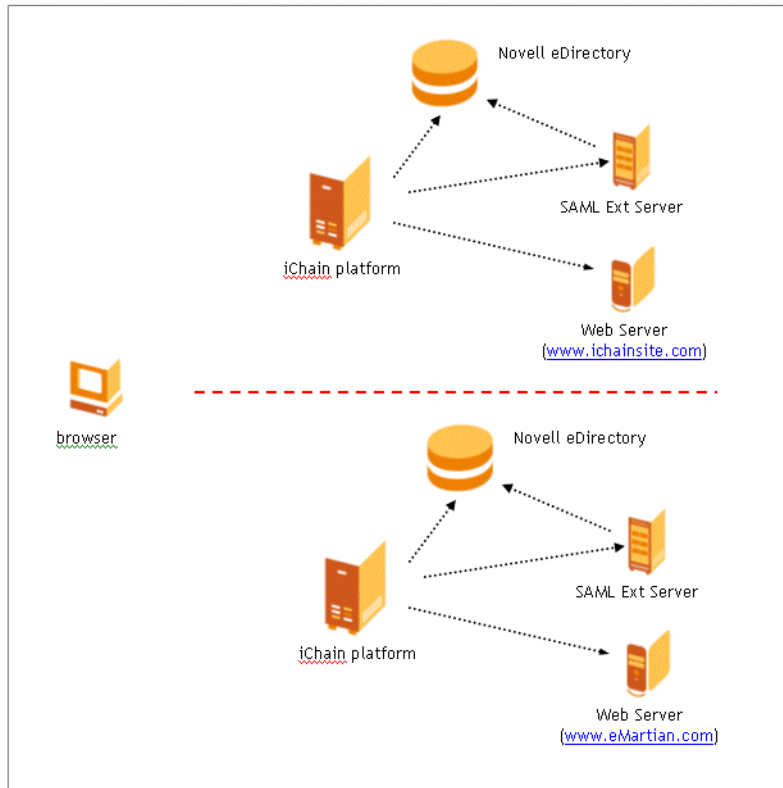 Novell eDirectory
SAML Ext Server
iChain platform
Web Server
(www.ichainsite.com)
browser
Novell eDirectory
SAML Ext Server
iChain platform
Web Server
(www.eMartian.com)